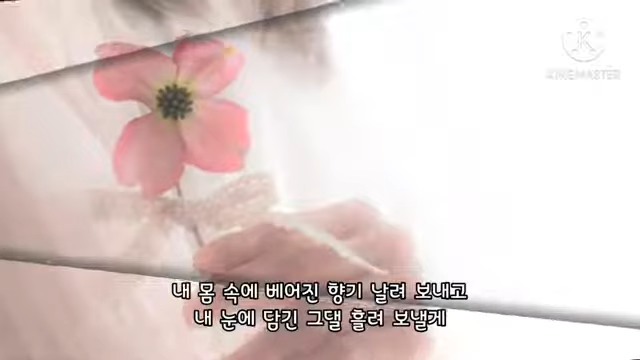 KINEMASTER
내 몸 속에 베어진 향기 날려 보내고
내 눈에 담긴 그댈 흘려 보낼게